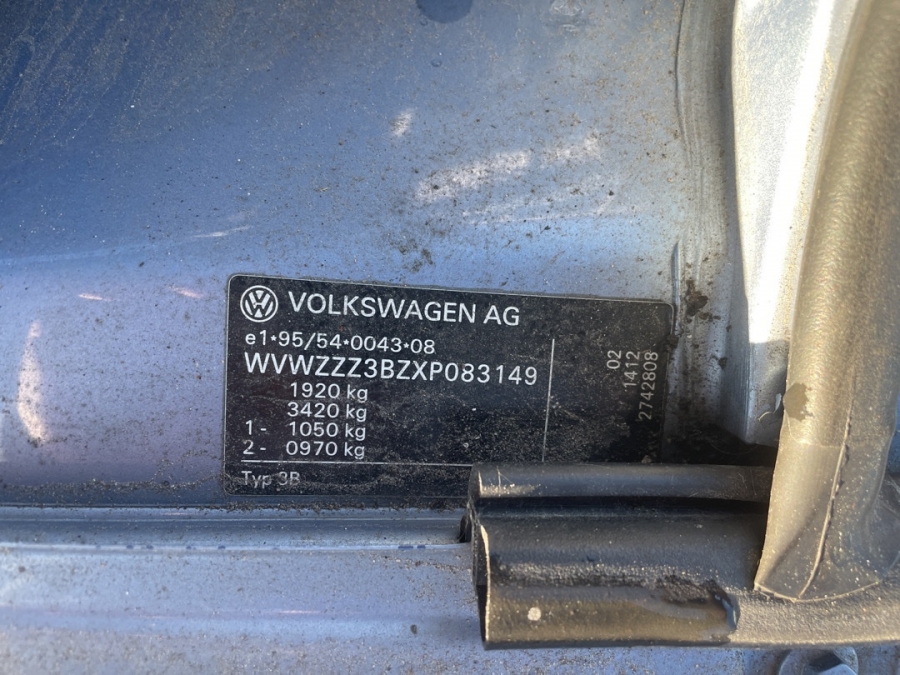 VOLKSWAGEN AG
e1*95/54*0043*08
WVWZZZ3BZXP083149
1920 kg
3420 kg
1- 1050 kg
2- 0970 kg
Typ 3B
02
1412
2742808